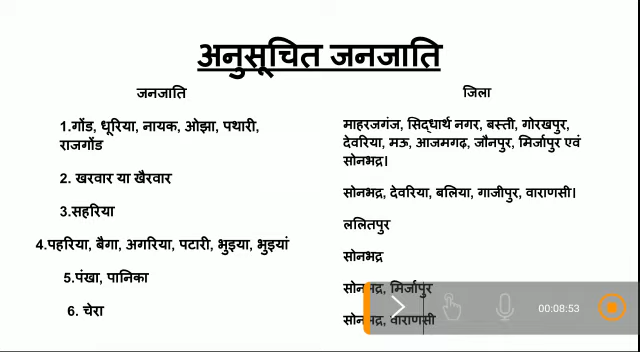 अनुसूचित जनजाति
जनजाति
जिला
1.गोंड, धूरिया, नायक, ओझा, पथारी,
राजगोंड
माहरजगंज, सिद्धार्थ नगर, बस्ती, गोरखपुर,
देवरिया, मऊ, आजमगढ़, जौनपुर, मिर्जापुर एवं
सोनभद्र।
2. खरवार या खैरवार
सोनभद्र, देवरिया, बलिया, गाजीपुर, वाराणसी।
3.सहरिया
ललितपुर
4.पहरिया, बैगा, अगरिया, पटारी, भुइया, भुइयां
सोनभद्र
5.पंखा, पानिका
सोनभद्र, मिर्जापुर
6. चेरा
सोनभद्र, वाराणसी
00:08:53